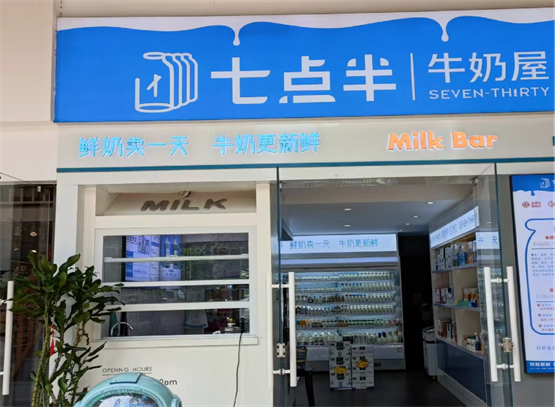 七点半
牛奶屋
SEVEN-THIRTY
鲜奶卖一天 牛奶更新鲜
Milk Bar
MILK
鲜奶卖一天 牛奶更新鲜
OPENING HOURS